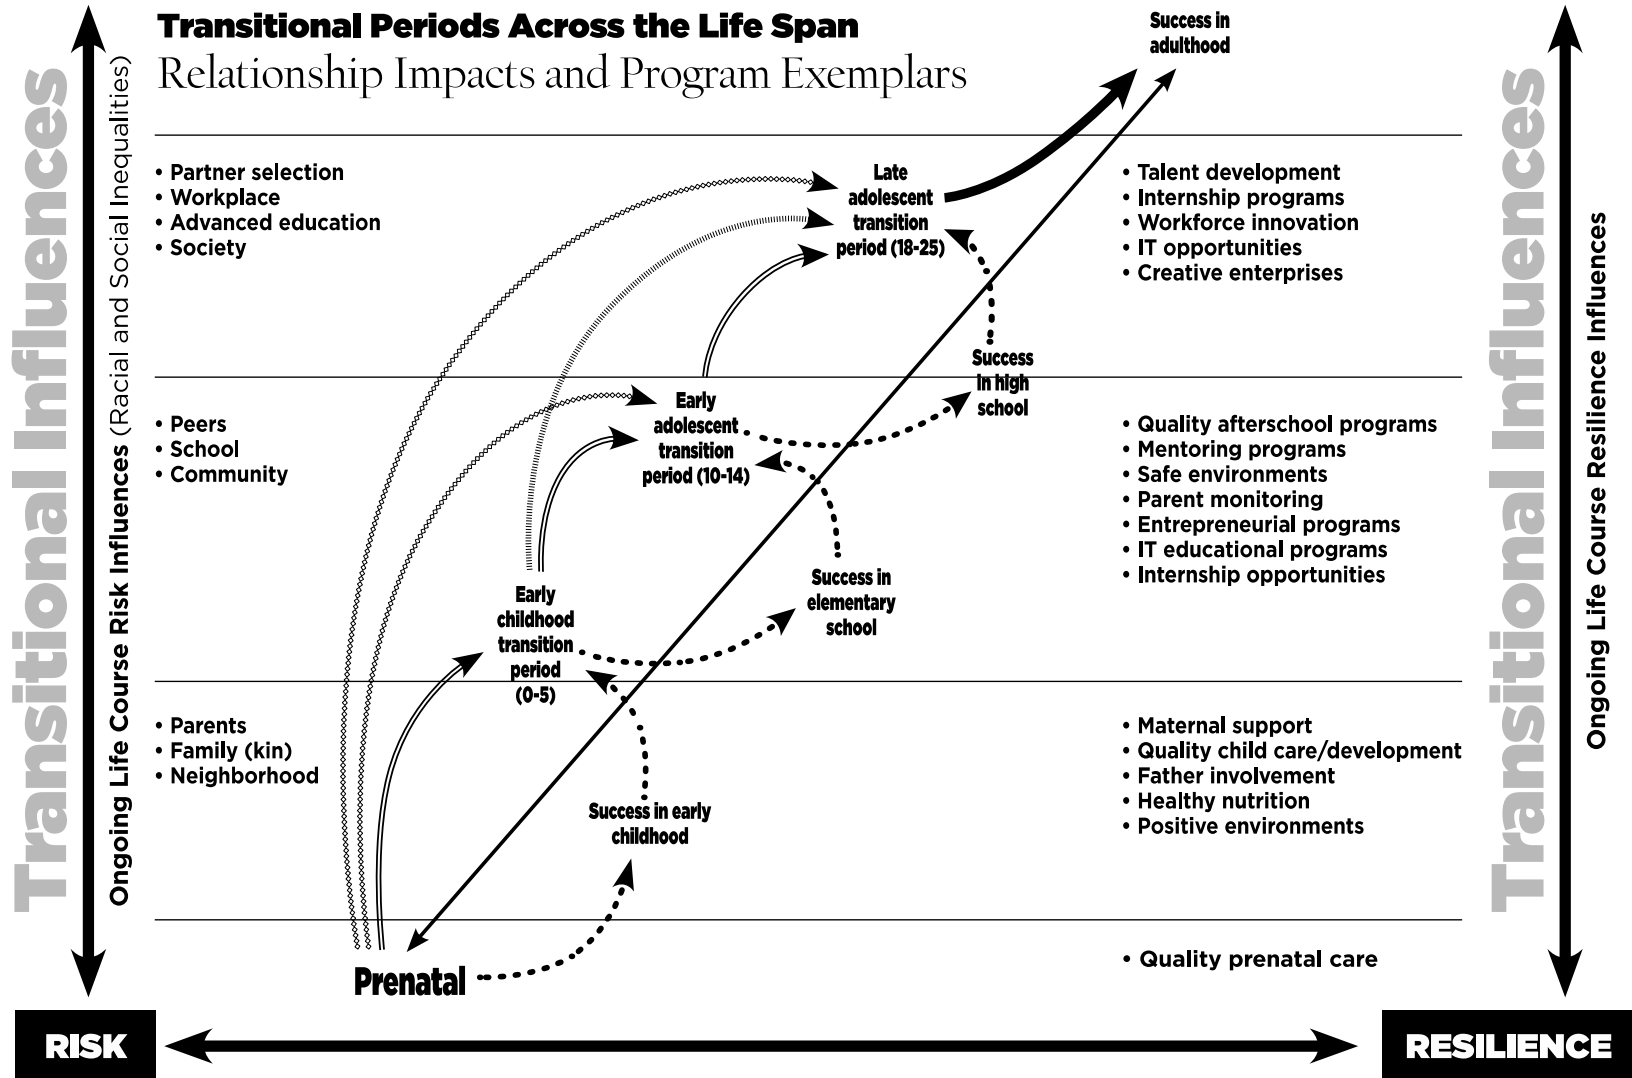 Transitional Periods Across the Life Span
Relationship Impacts and Program Exemplars
Success in
adulthood
Transitional Influences
Ongoing Life Course Risk Influences (Racial and Social Inequalities)
• Partner selection
• Workplace
• Advanced education
• Society
Late
adolescent
transition
period (18-25)
• Talent development
• Internship programs
• Workforce innovation
• IT opportunities
• Creative enterprises
Success
in high
school
• Peers
• School
• Community
Early
adolescent
transition
period (10-14)
• Quality afterschool programs
• Mentoring programs
• Safe environments
• Parent monitoring
• Entrepreneurial programs
• IT educational programs
• Internship opportunities
Success in
elementary
school
Early
childhood
transition
period
(0-5)
• Parents
• Family (kin)
• Neighborhood
• Maternal support
• Quality child care/development
• Father involvement
• Healthy nutrition
• Positive environments
Success in early
childhood
Prenatal
• Quality prenatal care
Transitional Influences
Ongoing Life Course Resilience Influences
RISK
RESILIENCE